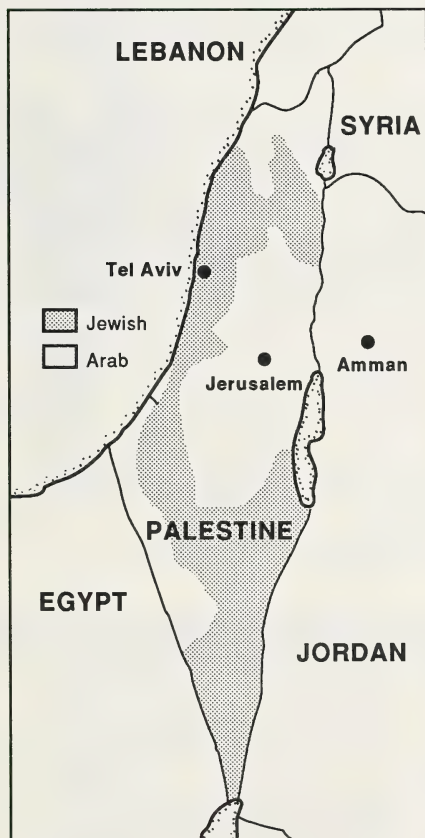 LEBANON
SYRIA
Tel Aviv
Jewish
Arab
Jerusalem
Amman
PALESTINE
EGYPT
JORDAN